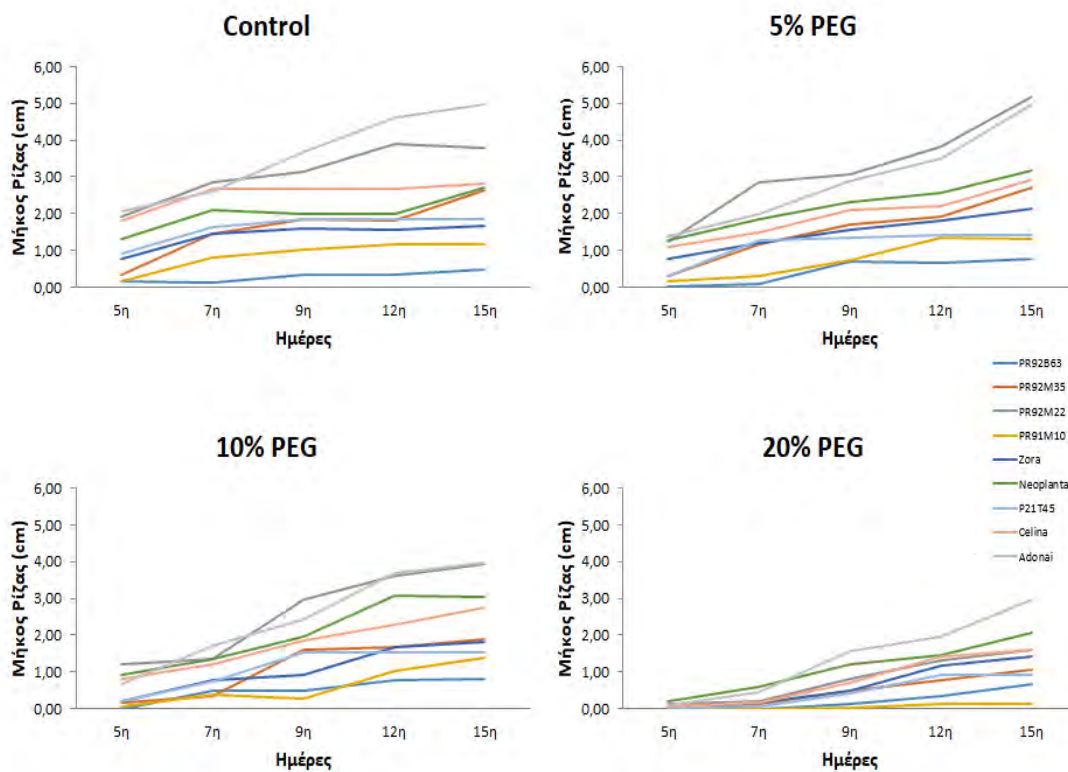 Control
Μήκος Ρίζας (cm)
6,00
5,00
4,00
3,00
2,00
1,00
0,00
5η 7η 9η 12η 15η
Ημέρες
5% PEG
Μήκος Ρίζας (cm)
6,00
5,00
4,00
3,00
2,00
1,00
0,00
5η 7η 9η 12η 15η
Ημέρες
10% PEG
Μήκος Ρίζας (cm)
6,00
5,00
4,00
3,00
2,00
1,00
0,00
5η 7η 9η 12η 15η
Ημέρες
20% PEG
Μήκος Ρίζας (cm)
6,00
5,00
4,00
3,00
2,00
1,00
0,00
5η 7η 9η 12η 15η
Ημέρες
PR92B63
PR92M35
PR92M22
PR91M10
Zora
Neoplanta
P21T45
Celina
Adonai